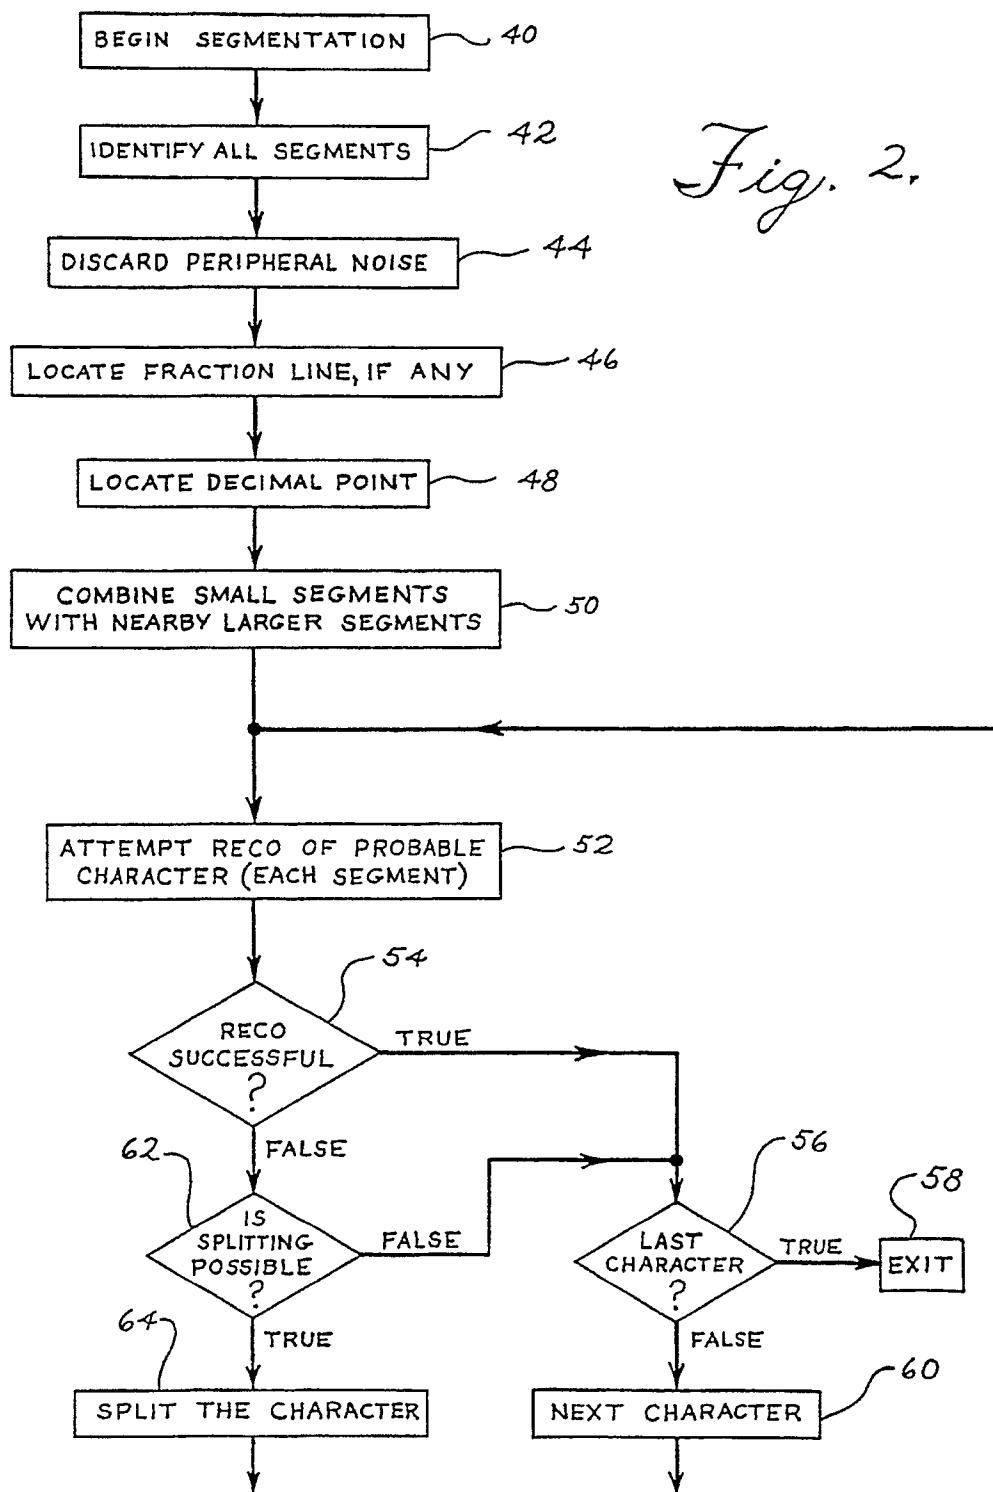 BEGIN SEGMENTATION
40
IDENTIFY ALL SEGMENTS
42
Fig. 2.
DISCARD PERIPHERAL NOISE
44
LOCATE FRACTION LINE, IF ANY
46
LOCATE DECIMAL POINT
48
COMBINE SMALL SEGMENTS
WITH NEARBY LARGER SEGMENTS
50
ATTEMPT RECO OF PROBABLE
CHARACTER (EACH SEGMENT)
52
54
RECO
SUCCESSFUL
?
TRUE
FALSE
62
IS
SPLITTING
POSSIBLE
?
FALSE
56
LAST
CHARACTER
?
TRUE
58
EXIT
64
TRUE
FALSE
SPLIT THE CHARACTER
60
NEXT CHARACTER